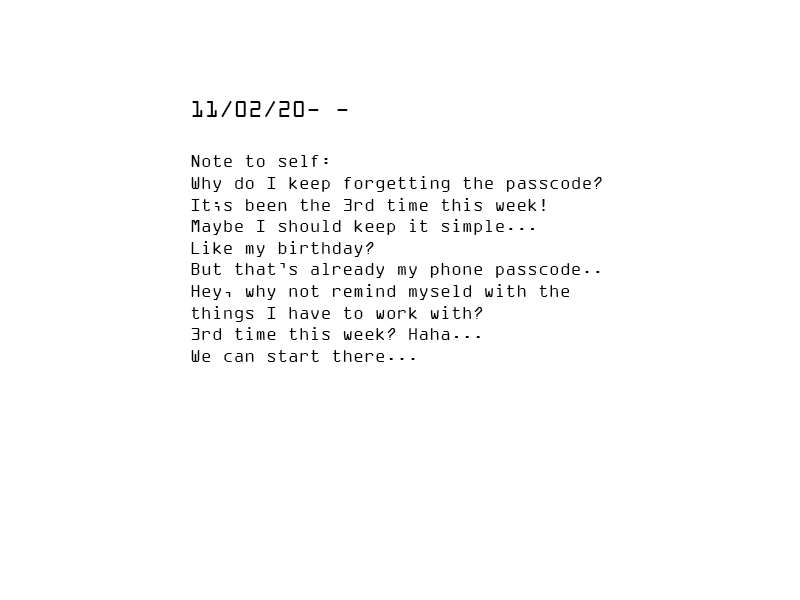 11/02/20- -
Note to self:
Why do I keep forgetting the passcode?
It;s been the 3rd time this week!
Maybe I should keep it simple...
Like my birthday?
But that's already my phone passcode..
Hey, why not remind myseld with the
things I have to work with?
3rd time this week? Haha...
We can start there...